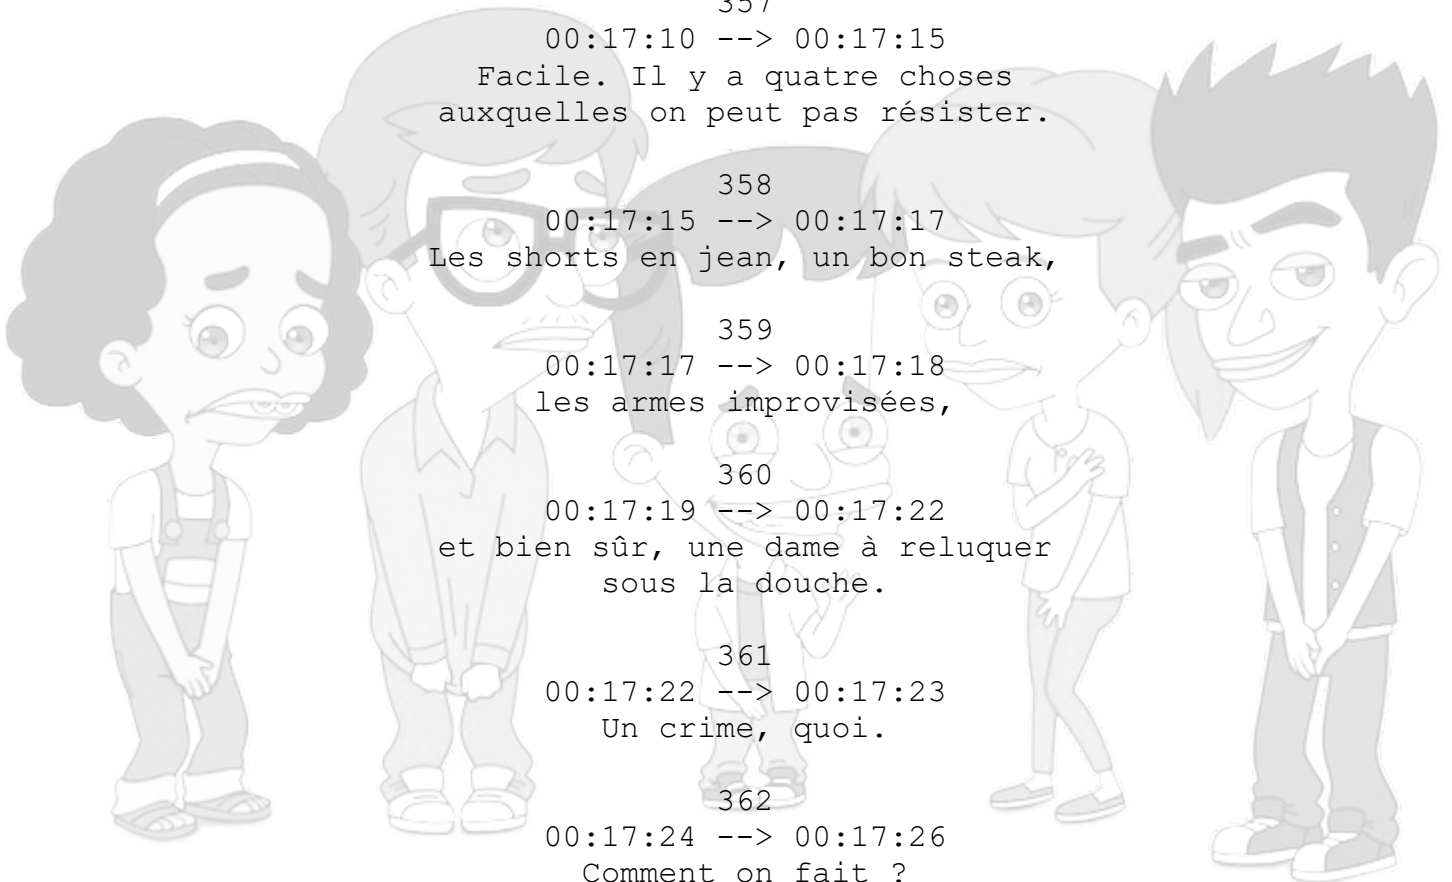 357
00:17:10 --> 00:17:15
Facile. Il y a quatre choses
auxquelles on peut pas résister.
358
00:17:15 --> 00:17:17
Les shorts en jean, un bon steak,
359
00:17:17 --> 00:17:18
les armes improvisées,
360
00:17:19 --> 00:17:22
et bien sûr, une dame à reluquer
sous la douche.
361
00:17:22 --> 00:17:23
Un crime, quoi.
362
00:17:24 --> 00:17:26
Comment on fait ?